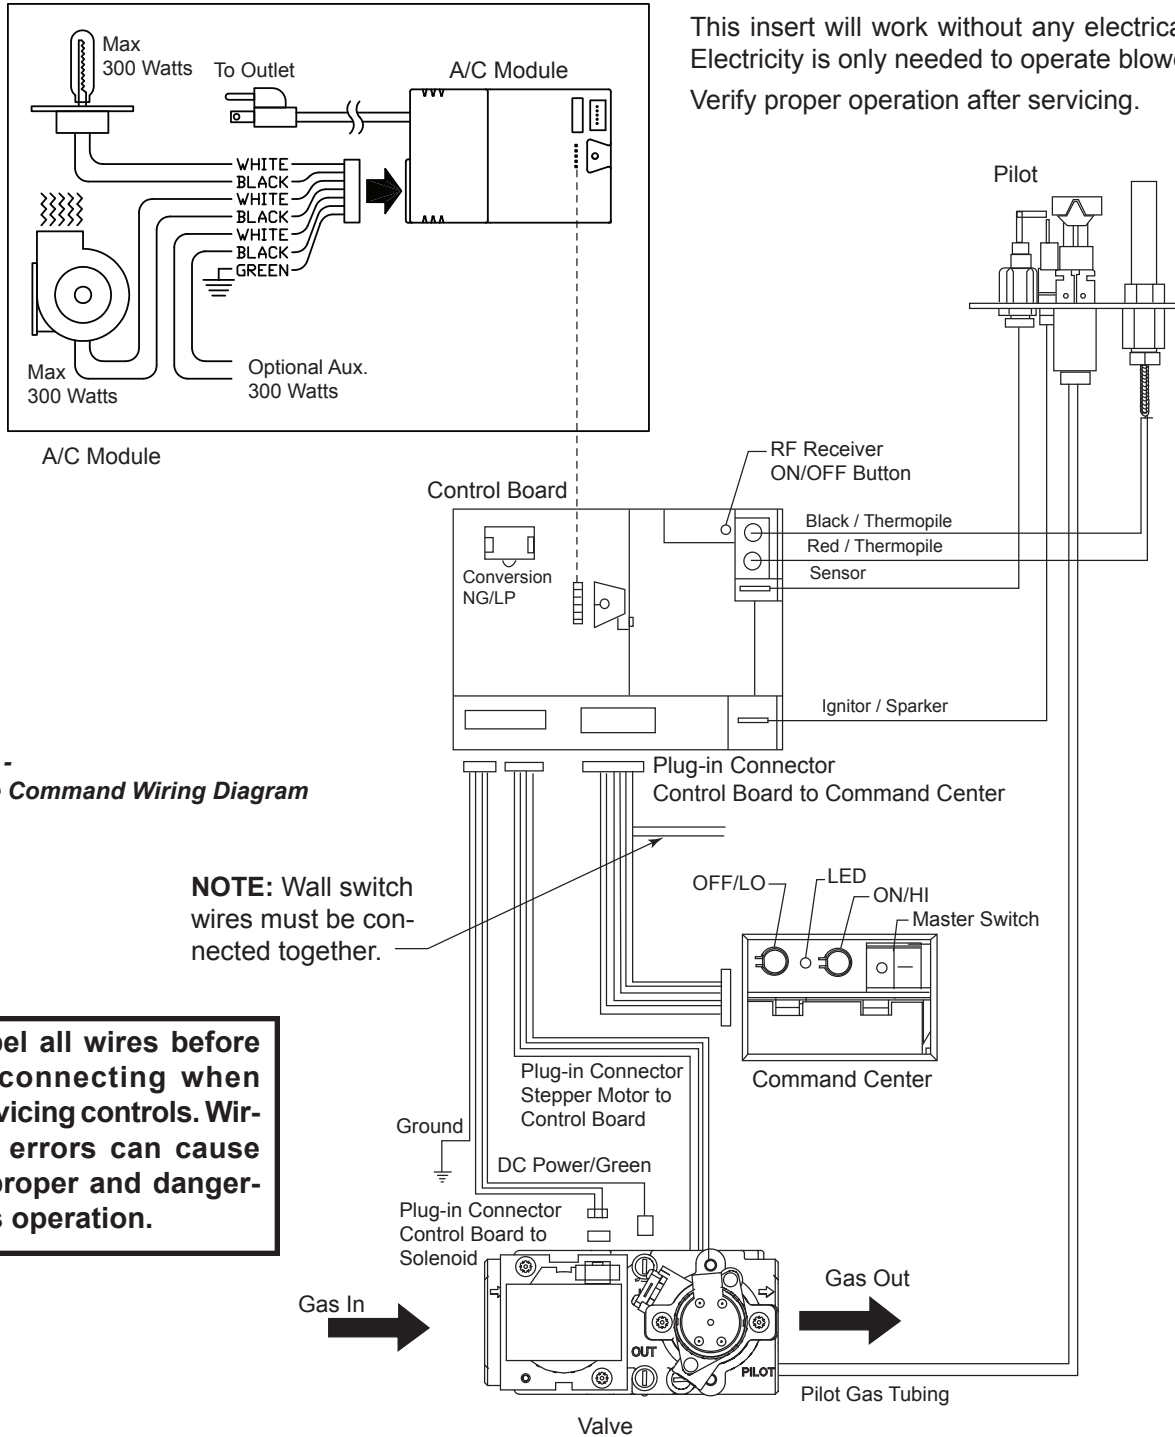 This insert will work without any electrica
Electricity is only needed to operate blowe
Verify proper operation after servicing.
Max
300 Watts
To Outlet
A/C Module
WHITE
BLACK
WHITE
BLACK
WHITE
BLACK
GREEN
Max
300 Watts
Optional Aux.
300 Watts
A/C Module
Pilot
RF Receiver
ON/OFF Button
Control Board
Conversion
NG/LP
Black / Thermopile
Red / Thermopile
Sensor
Ignitor / Sparker
-
e Command Wiring Diagram
Plug-in Connector
Control Board to Command Center
NOTE: Wall switch
wires must be con-
nected together.
OFF/LO
LED
ON/HI
Master Switch
Command Center
bel all wires before
connecting when
rvicing controls. Wir-
errors can cause
proper and danger-
s operation.
Plug-in Connector
Stepper Motor to
Control Board
Ground
DC Power/Green
Plug-in Connector
Control Board to
Solenoid
Gas In
Gas Out
OUT
PILOT
Pilot Gas Tubing
Valve